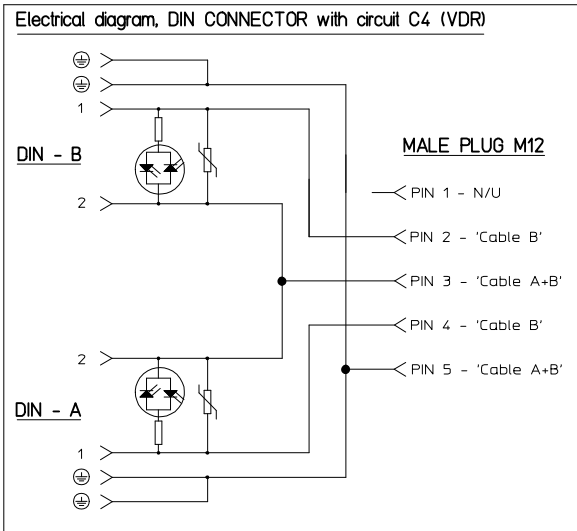 Electrical diagram, DIN CONNECTOR with circuit C4 (VDR)
1
DIN - B
2
MALE PLUG M12
PIN 1 - N/U
PIN 2 - 'Cable B'
PIN 3 - 'Cable A+B'
PIN 4 - 'Cable B'
PIN 5 - 'Cable A+B'
2
DIN - A
1